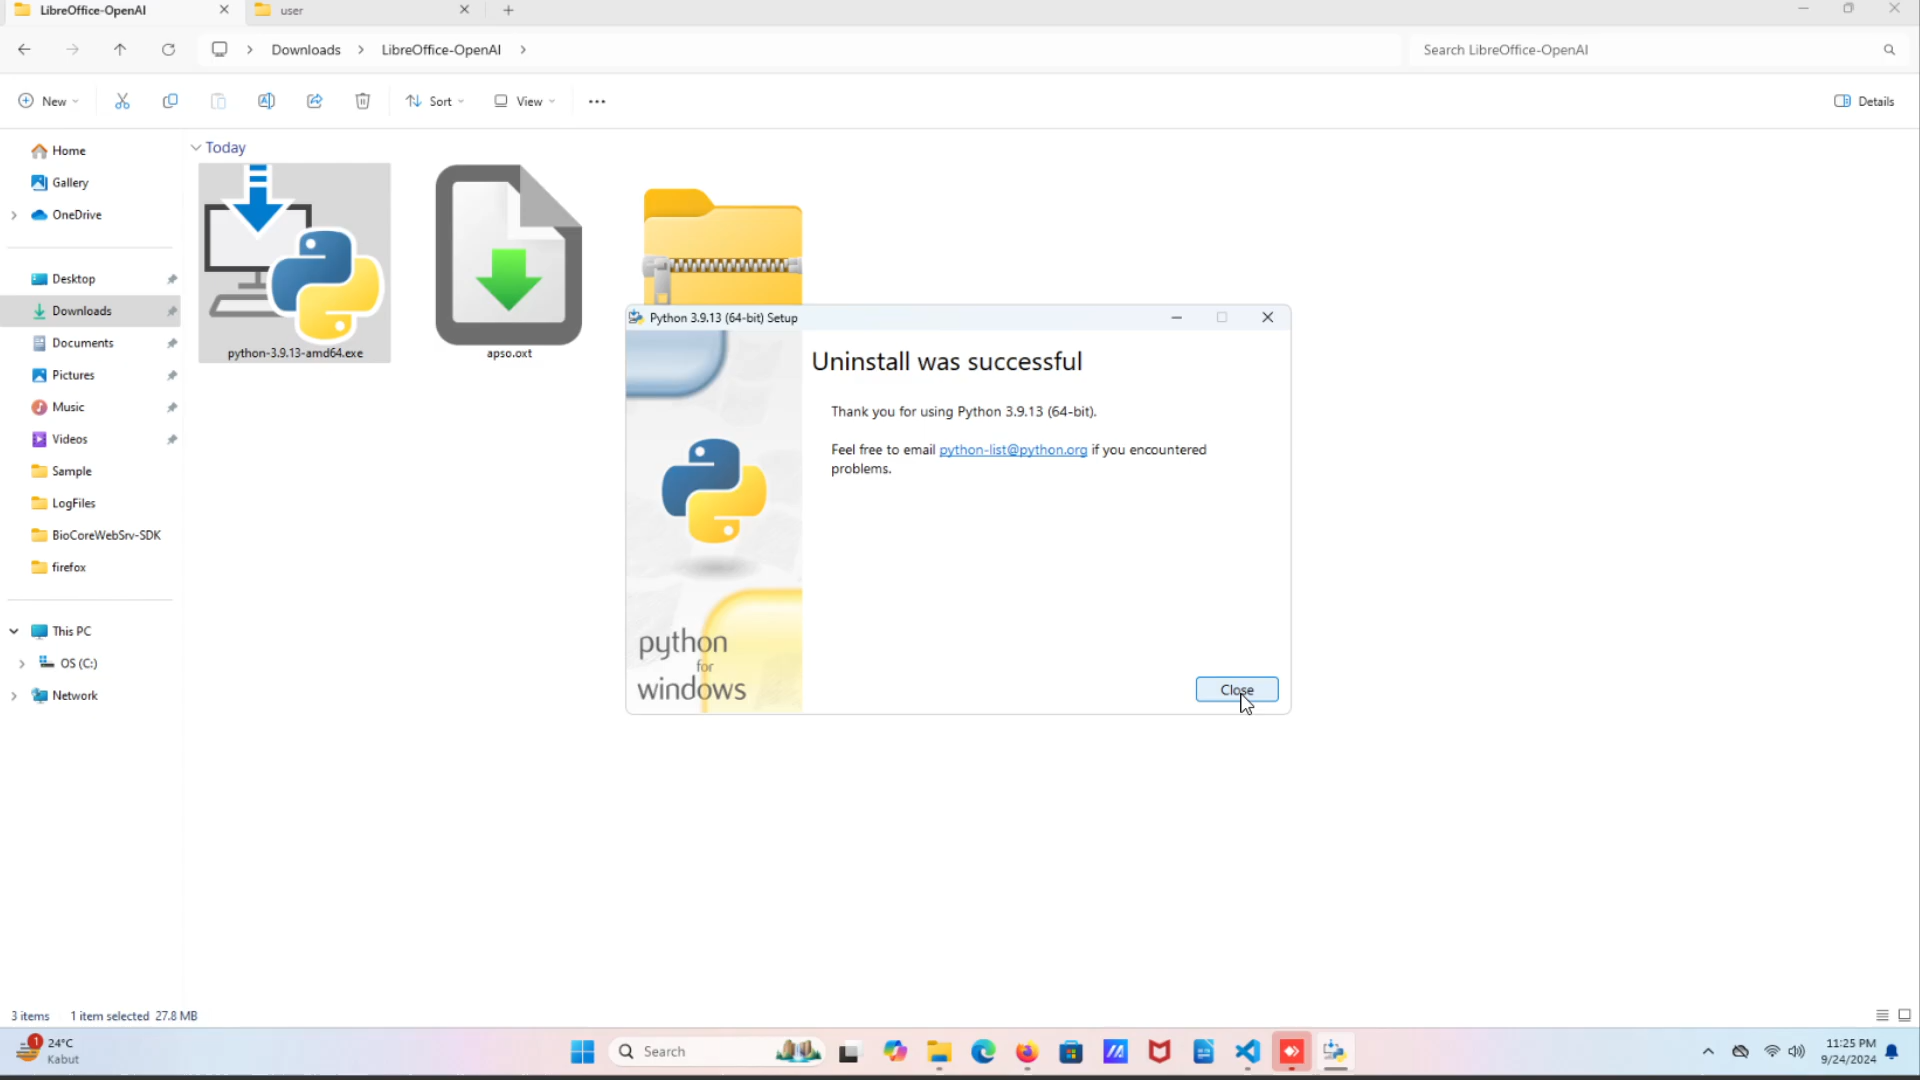 LibreOffice-OpenAI
user
Downloads
LibreOffice-OpenAI
Search LibreOffice-OpenAI
New
Sort
View
Details
Home
Gallery
OneDrive
Desktop
Downloads
Documents
Pictures
Music
Videos
Sample
LogFiles
BioCoreWebSrv-SDK
firefox
This PC
OS (C:)
Network
Today
python-3.9.13-amd64.exe
apso.oxt
Python 3.9.13 (64-bit) Setup
Uninstall was successful
Thank you for using Python 3.9.13 (64-bit).
Feel free to email python-list@python.org if you encountered
problems.
python
for
windows
Close
3 items 1 item selected 27.8 MB
1
24°C
Kabut
Search
11:25 PM
9/24/2024